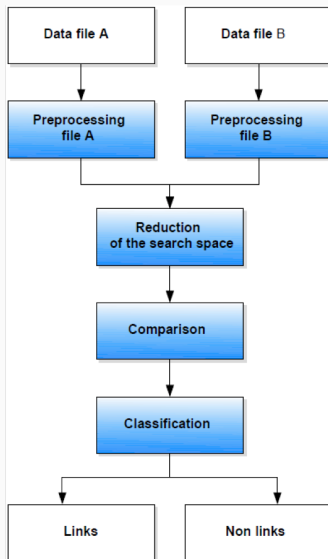 Data file A
Data file B
Preprocessing
file A
Preprocessing
file B
Reduction
of the search space
Comparison
Classification
Links
Non links